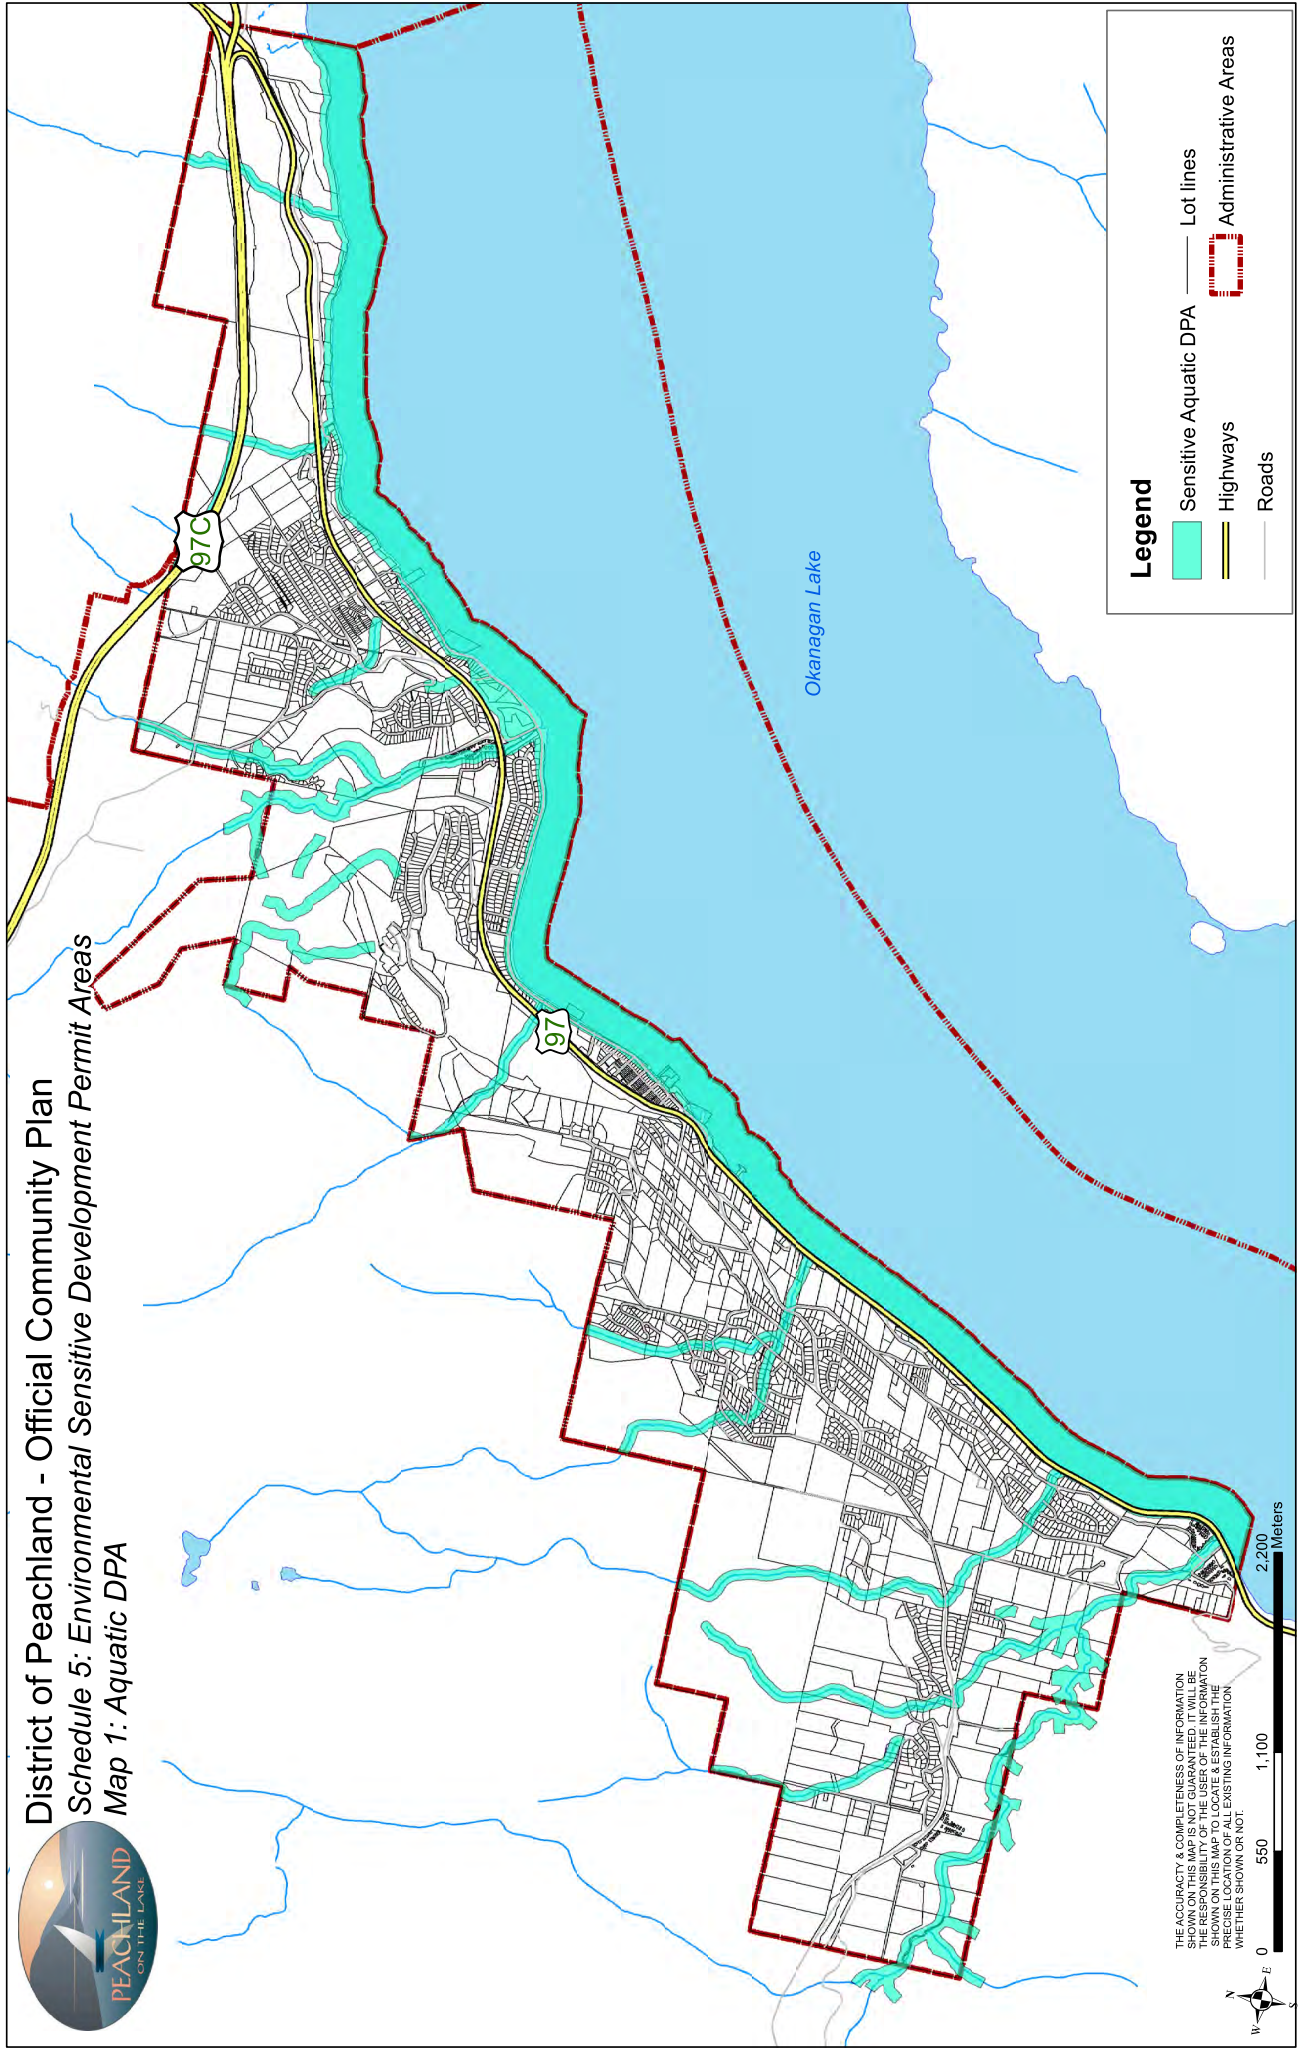 District of Peachland - Official Community Plan
Schedule 5: Environmental Sensitive Development Permit Areas
Map 1: Aquatic DPA
PEACHLAND
ON THE LAKE
97C
97
Okanagan Lake
Legend
Sensitive Aquatic DPA
Highways
Roads
Lot lines
Administrative Areas
THE ACCURACTY & COMPLETENESS OF INFORMATION
SHOWN ON THIS MAP IS NOT GUARANTEED. IT WILL BE
THE RESPONSIBILITY OF THE USER OF THE INFORMATON
SHOWN ON THIS MAP TO LOCATE & ESTABLISH THE
PRECISE LOCATION OF ALL EXISTING INFORMATION
WHETHER SHOWN OR NOT.
0 550 1,100 2,200
Meters
N
W E
S